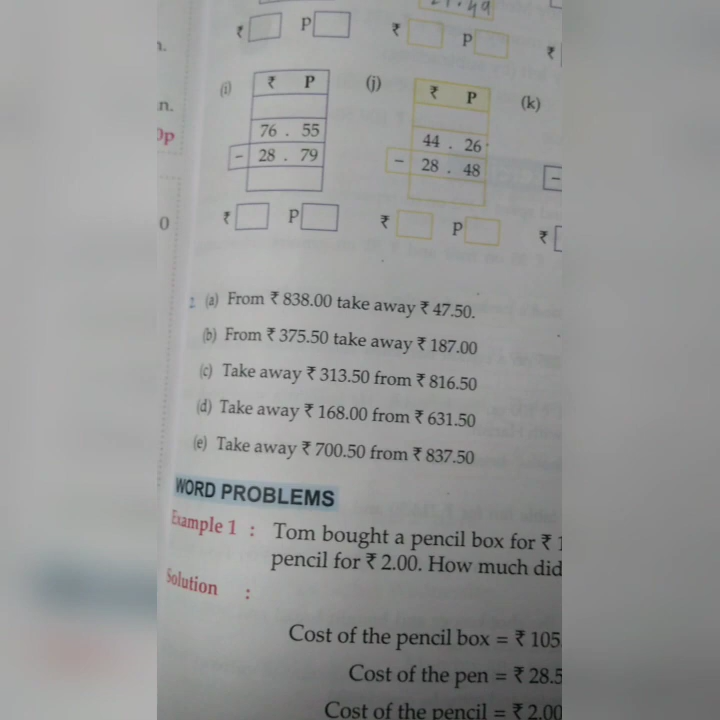 ₹ P ₹ P ₹
n.
0p
0
(i) ₹ P
76 . 55
– 28 . 79
₹ P
(j) ₹ P
44 . 26
– 28 . 48
₹ P
(k)
–
₹
2. (a) From ₹ 838.00 take away ₹ 47.50.
(b) From ₹ 375.50 take away ₹ 187.00
(c) Take away ₹ 313.50 from ₹ 816.50
(d) Take away ₹ 168.00 from ₹ 631.50
(e) Take away ₹ 700.50 from ₹ 837.50
WORD PROBLEMS
Example 1 : Tom bought a pencil box for ₹ 1
pencil for ₹ 2.00. How much did
Solution :
Cost of the pencil box = ₹ 105
Cost of the pen = ₹ 28.5
Cost of the pencil = ₹ 2.00